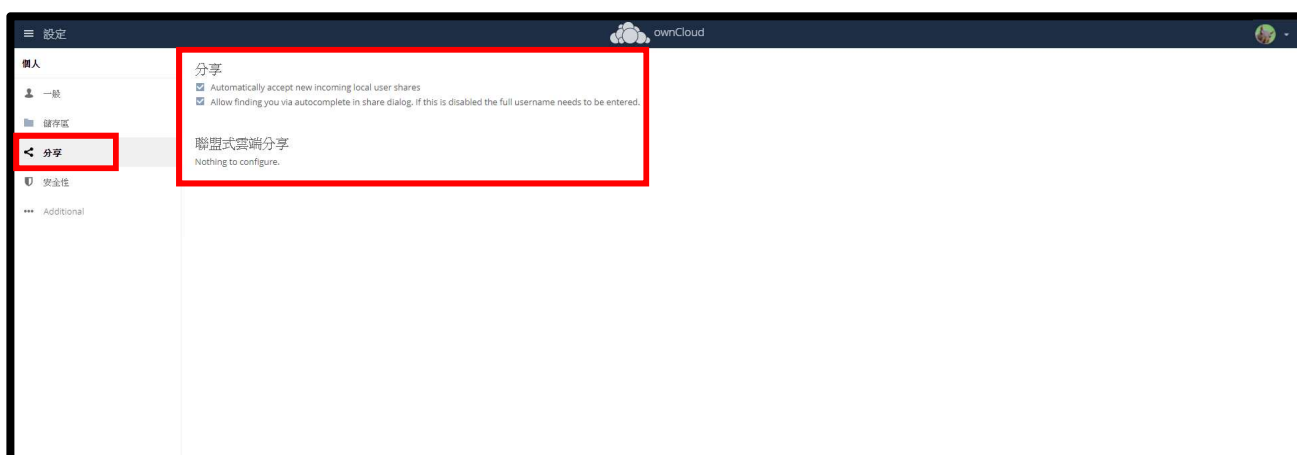 設定
ownCloud
個人
一般
儲存區
分享
安全性
Additional
分享
Automatically accept new incoming local user shares
Allow finding you via autocomplete in share dialog. If this is disabled the full username needs to be entered.
聯盟式雲端分享
Nothing to configure.